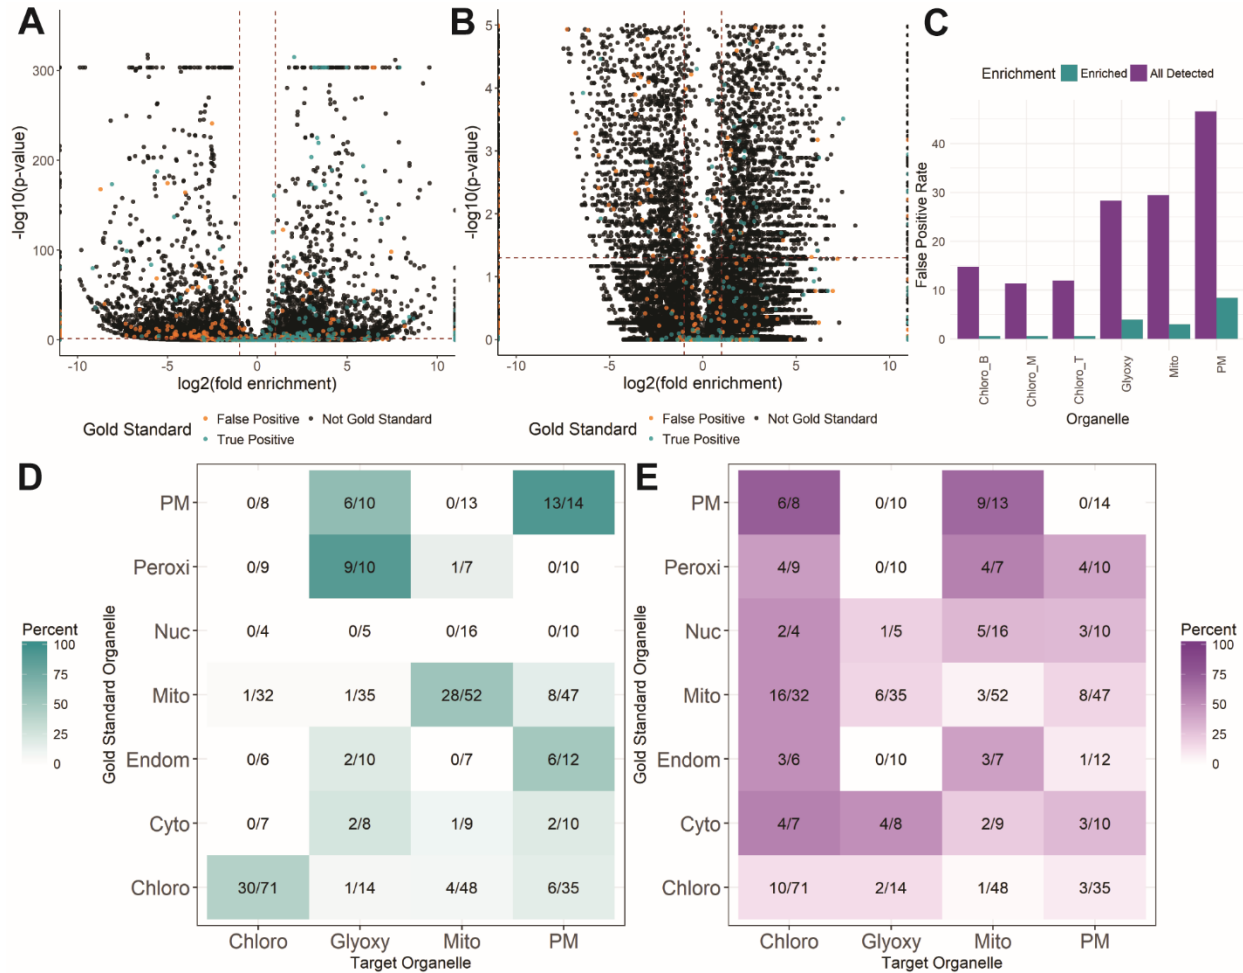 A
300
200
100
0
-10
-5
0
5
10
-log10(p-value)
log2(fold enrichment)
Gold Standard
False Positive
Not Gold Standard
True Positive
B
5
4
3
2
1
0
-10
-5
0
5
10
-log10(p-value)
log2(fold enrichment)
Gold Standard
False Positive
Not Gold Standard
True Positive
C
Enrichment Enriched All Detected
False Positive Rate
40
30
20
10
0
Chloro_B
Chloro_M
Chloro_T
Glyoxy
Mito
PM
Organelle
D
Percent
100
75
50
25
0
Gold Standard Organelle
PM 0/8 6/10 0/13 13/14
Peroxi 0/9 9/10 1/7 0/10
Nuc 0/4 0/5 0/16 0/10
Mito 1/32 1/35 28/52 8/47
Endom 0/6 2/10 0/7 6/12
Cyto 0/7 2/8 1/9 2/10
Chloro 30/71 1/14 4/48 6/35
Chloro Glyoxy Mito PM
Target Organelle
E
Gold Standard Organelle
PM 6/8 0/10 9/13 0/14
Peroxi 4/9 0/10 4/7 4/10
Nuc 2/4 1/5 5/16 3/10
Mito 16/32 6/35 3/52 8/47
Endom 3/6 0/10 3/7 1/12
Cyto 4/7 4/8 2/9 3/10
Chloro 10/71 2/14 1/48 3/35
Chloro Glyoxy Mito PM
Target Organelle
Percent
100
75
50
25
0